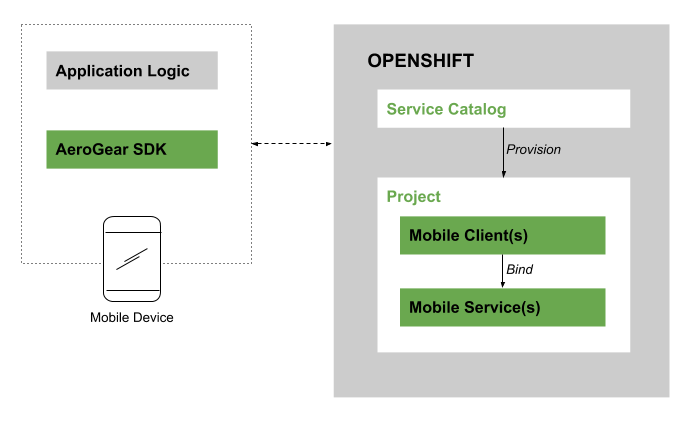 Application Logic
AeroGear SDK
Mobile Device
OPENSHIFT
Service Catalog
Provision
Project
Mobile Client(s)
Bind
Mobile Service(s)